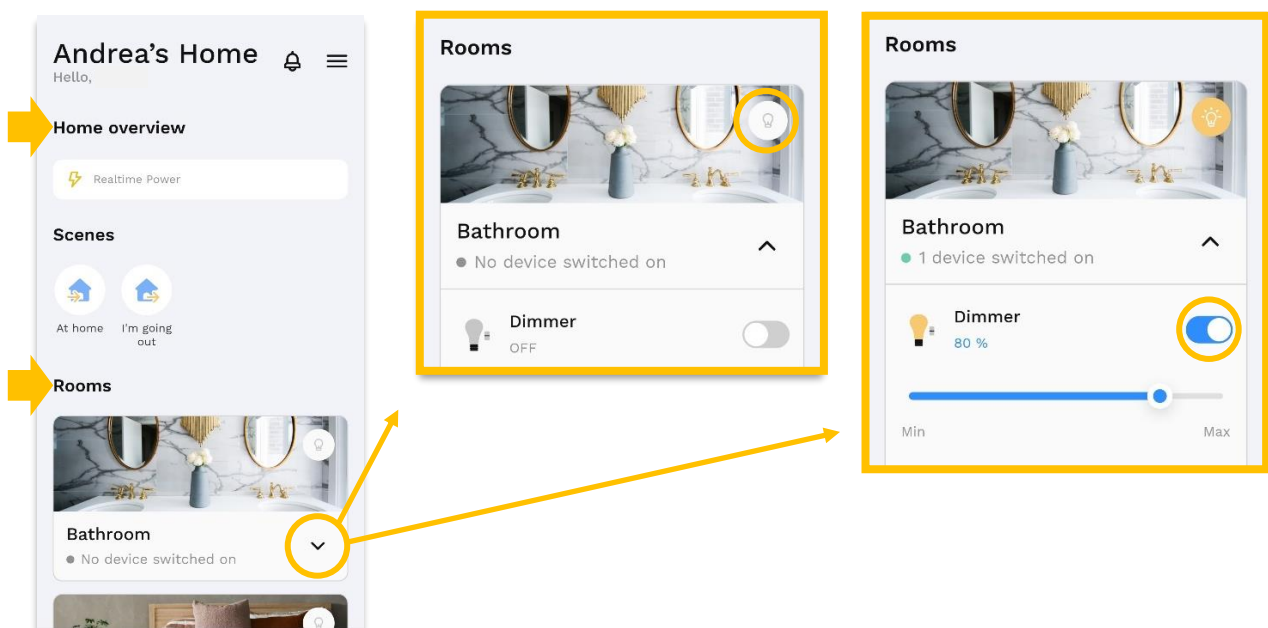 Andrea's Home
Hello,
Home overview
Realtime Power
Scenes
At home
I'm going
out
Rooms
Bathroom
No device switched on
Rooms
Bathroom
No device switched on
Dimmer
OFF
Rooms
Bathroom
1 device switched on
Dimmer
80 %
Min
Max